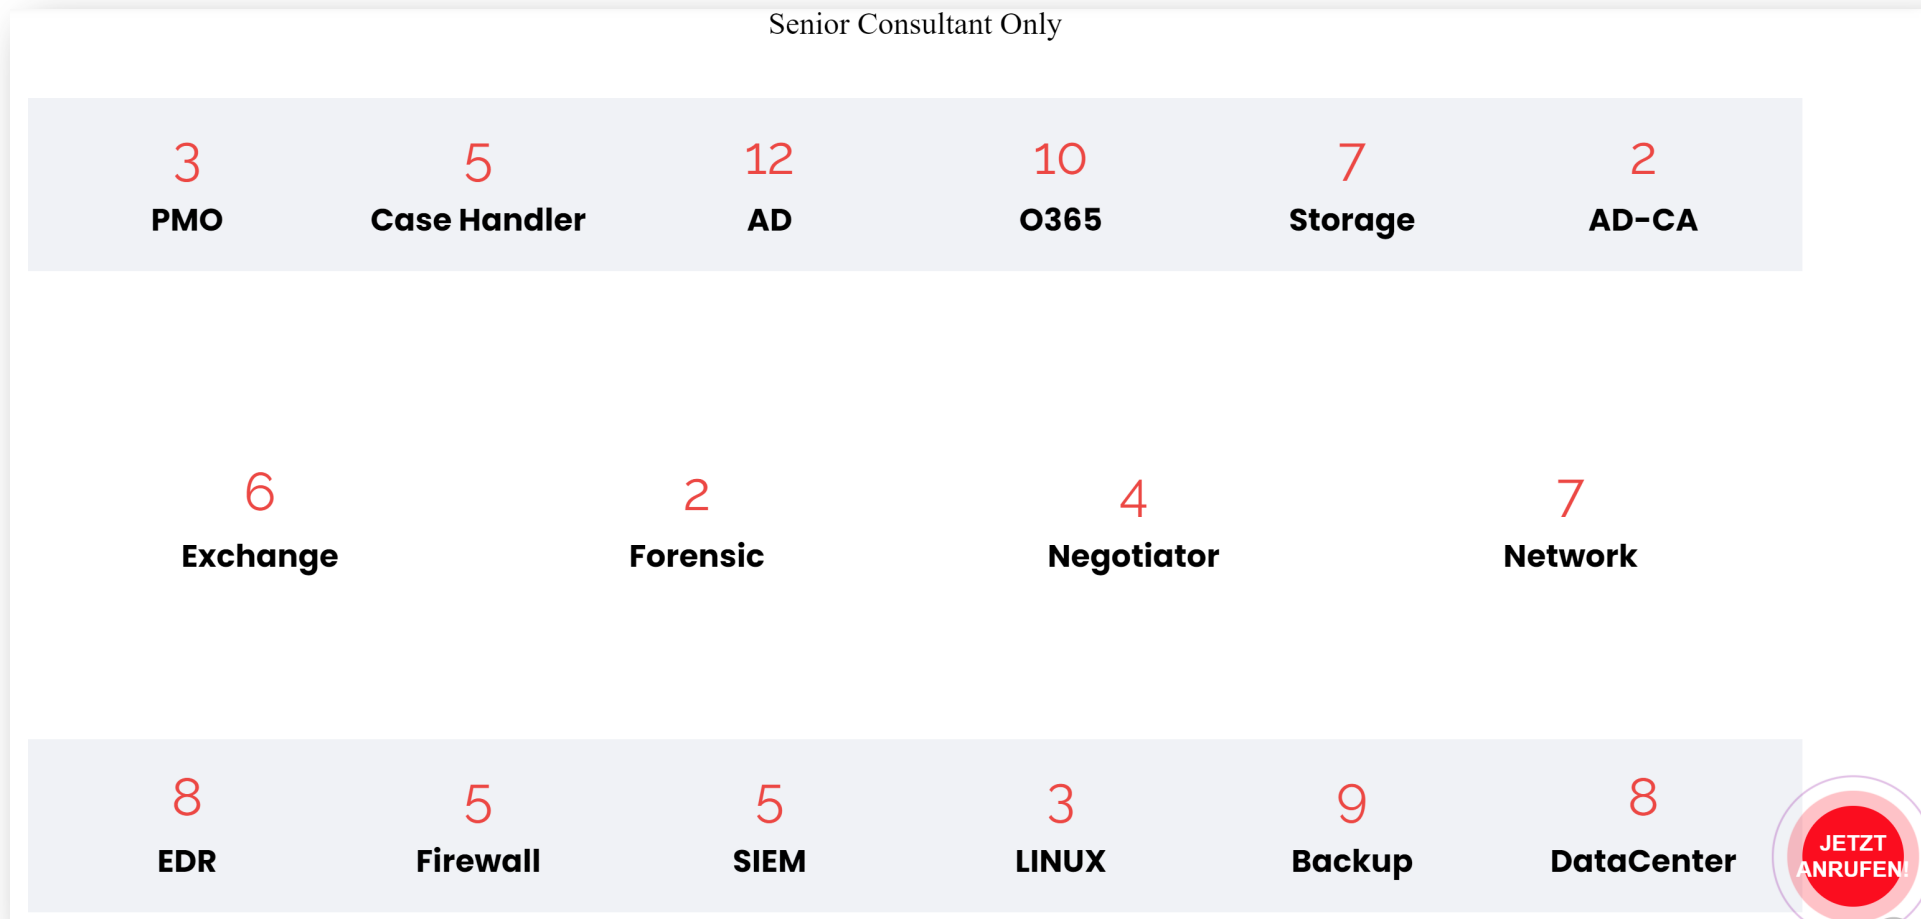 Senior Consultant Only
3 5 12 10 7 2
PMO Case Handler AD O365 Storage AD-CA
6 2 4 7
Exchange Forensic Negotiator Network
8 5 5 3 9 8
EDR Firewall SIEM LINUX Backup DataCenter
JETZT
ANRUFEN!